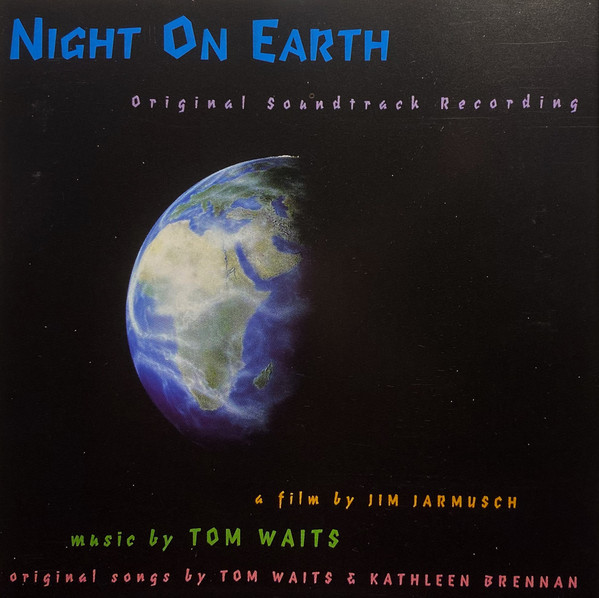 NIGHT ON EARTH
Original Soundtrack Recording
a film by JIM JARMUSCH
music by TOM WAITS
original songs by TOM WAITS & KATHLEEN BRENNAN